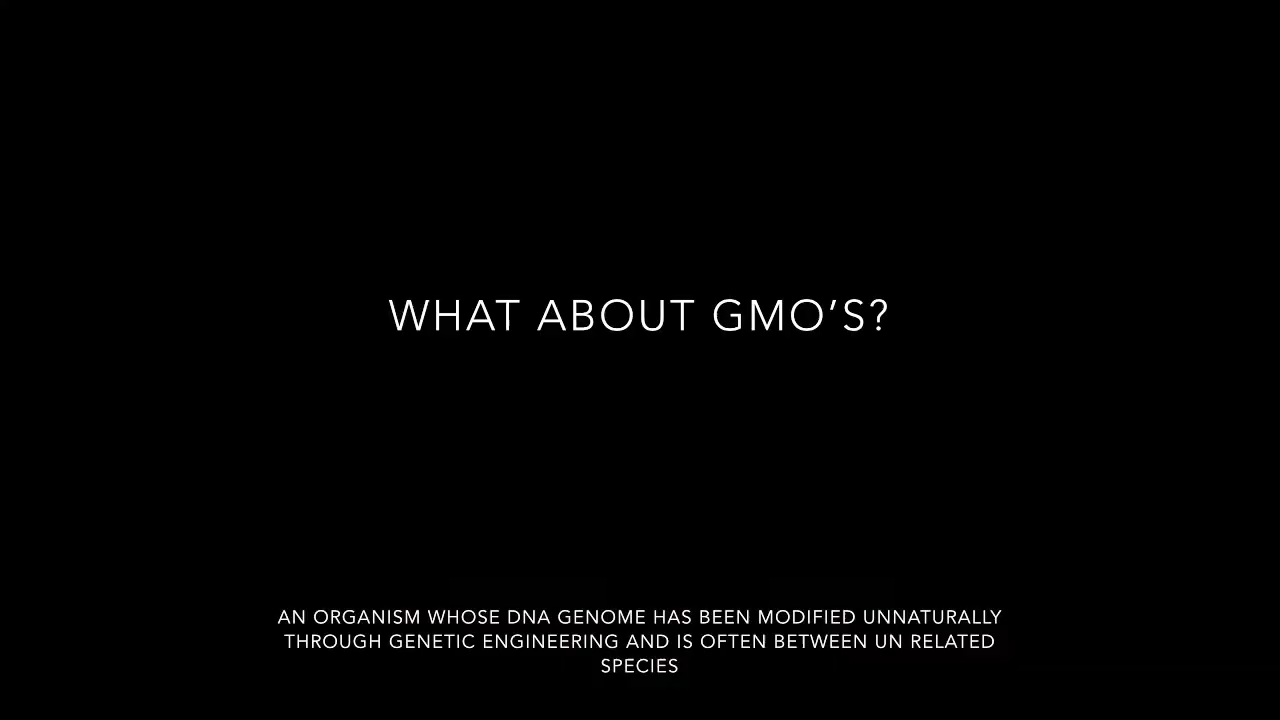 WHAT ABOUT GMO’S?
AN ORGANISM WHOSE DNA GENOME HAS BEEN MODIFIED UNNATURALLY
THROUGH GENETIC ENGINEERING AND IS OFTEN BETWEEN UN RELATED
SPECIES